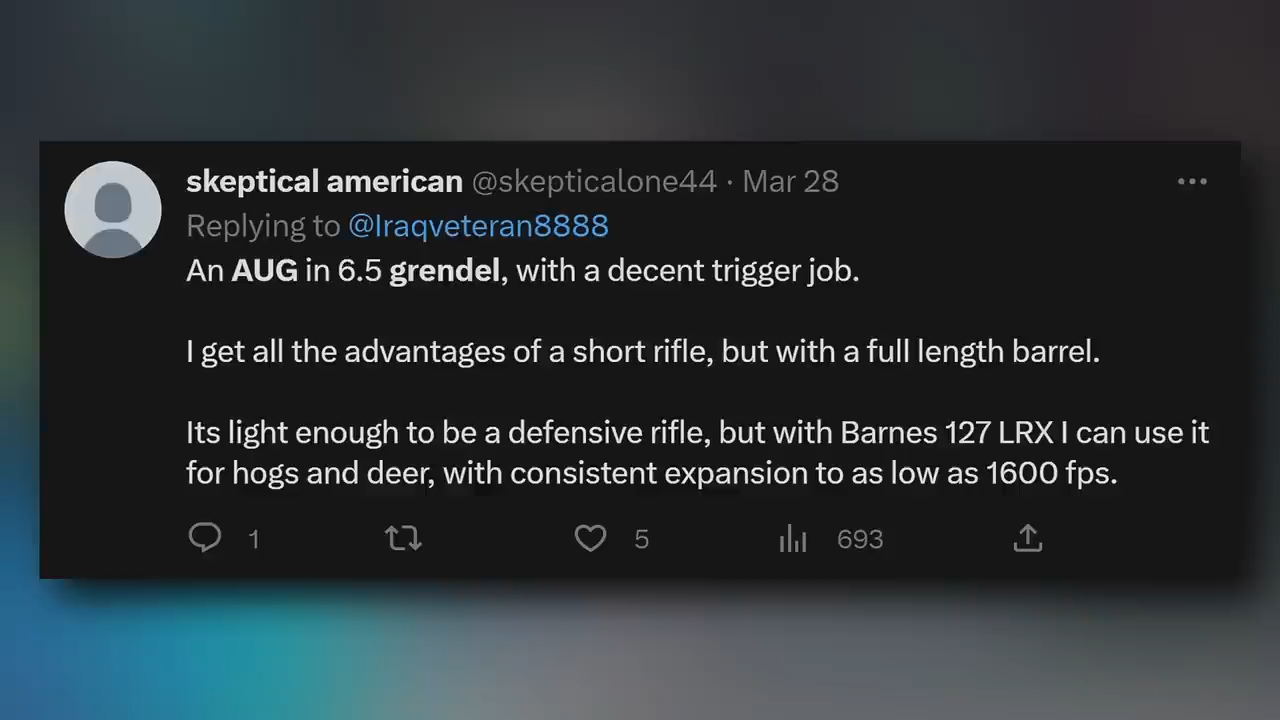 skeptical american @skepticalone44 · Mar 28
Replying to @Iraqveteran8888
An AUG in 6.5 grendel, with a decent trigger job.
I get all the advantages of a short rifle, but with a full length barrel.
Its light enough to be a defensive rifle, but with Barnes 127 LRX I can use it
for hogs and deer, with consistent expansion to as low as 1600 fps.
1 5 693